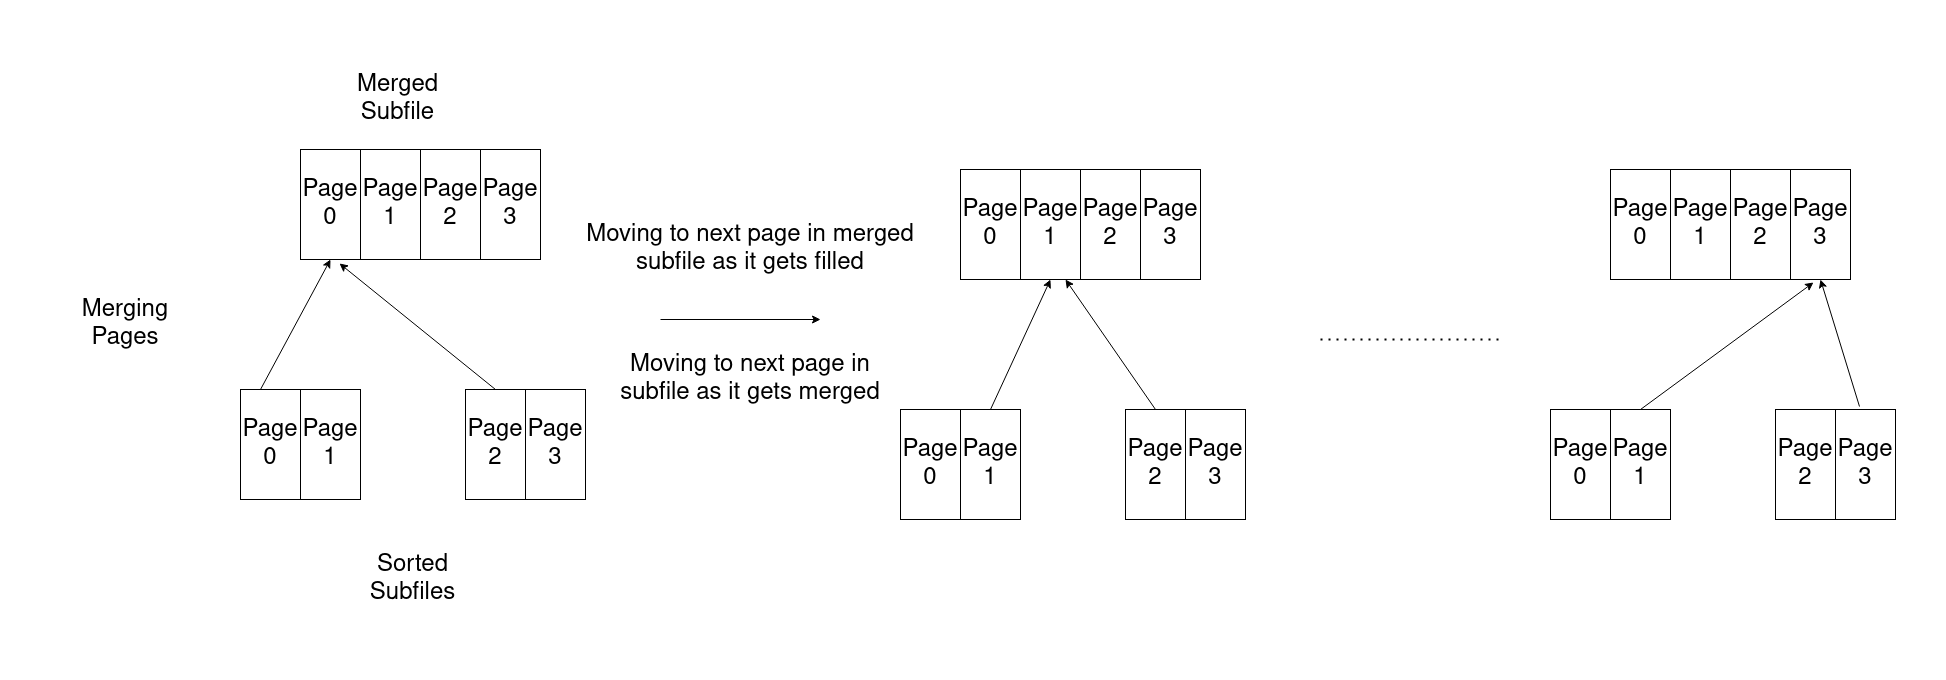 Merged
Subfile
Page Page Page Page
0 1 2 3
Merging
Pages
Page Page
0 1
Page Page
2 3
Sorted
Subfiles
Moving to next page in merged
subfile as it gets filled
Moving to next page in
subfile as it gets merged
Page Page Page Page
0 1 2 3
Page Page
0 1
Page Page
2 3
Page Page Page Page
0 1 2 3
Page Page
0 1
Page Page
2 3